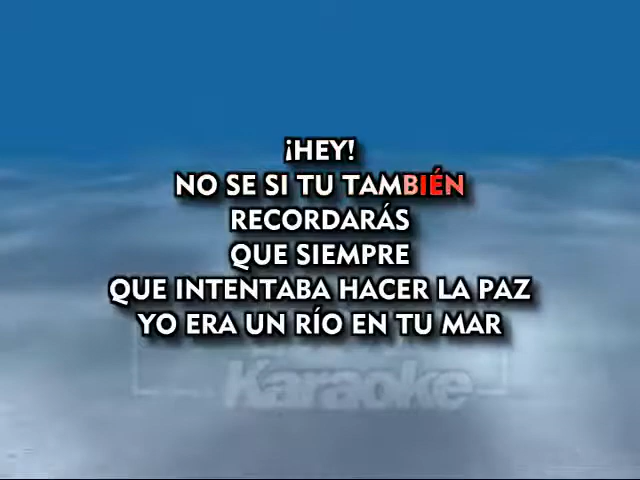 ¡HEY!
NO SE SI TU TAMBIÉN
RECORDARÁS
QUE SIEMPRE
QUE INTENTABA HACER LA PAZ
YO ERA UN RÍO EN TU MAR
Karaoke